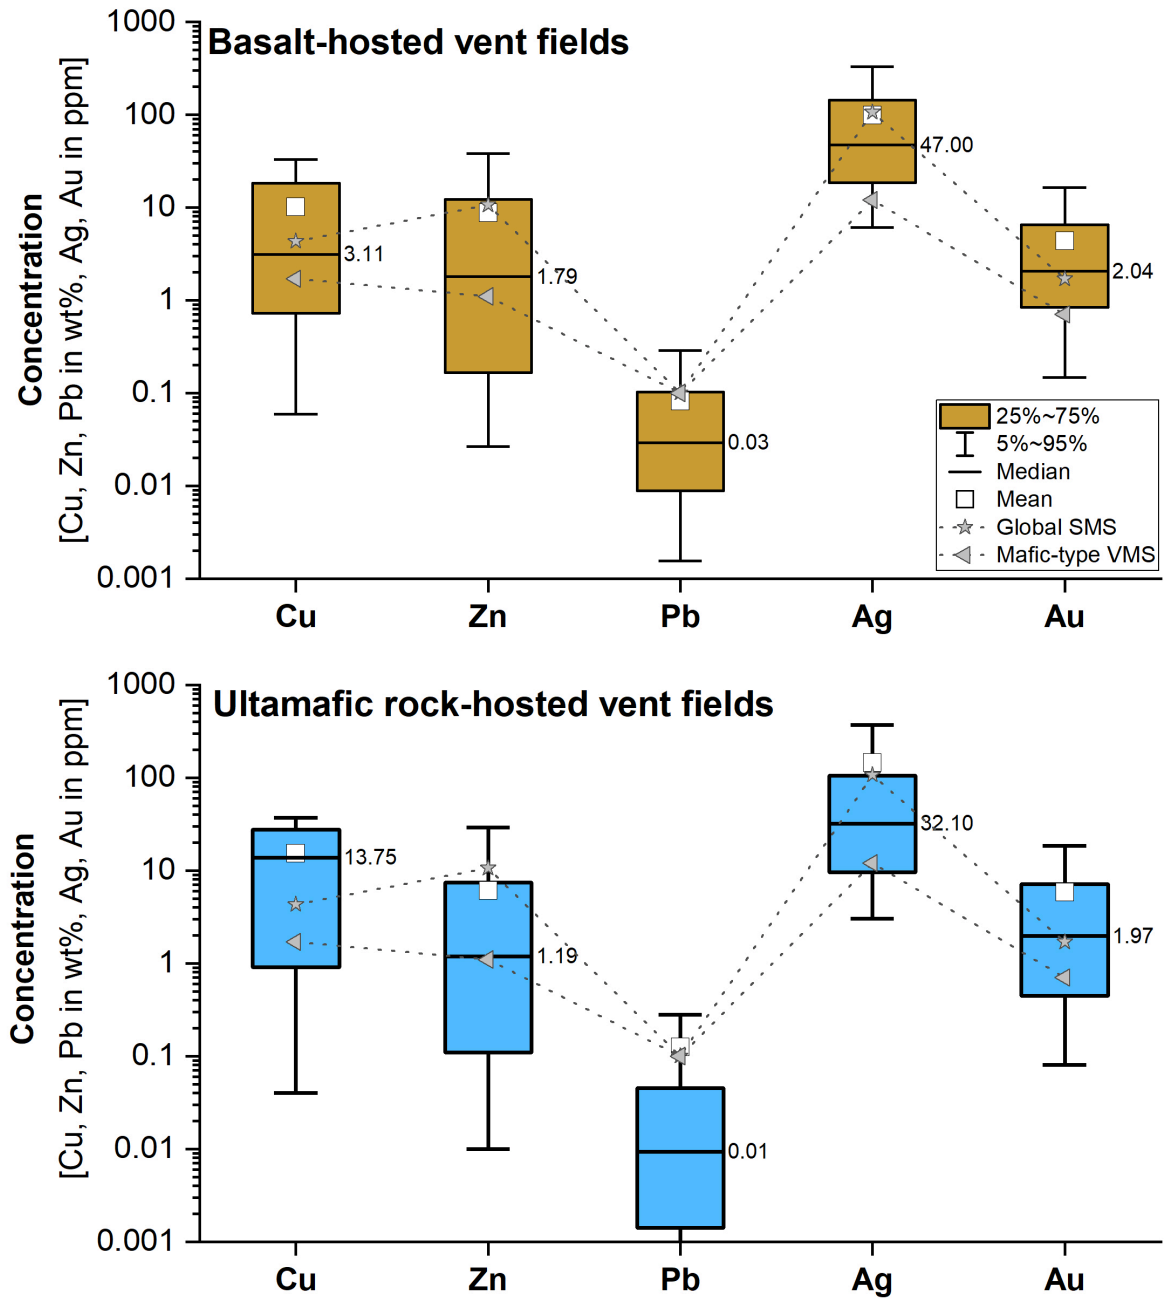 Basalt-hosted vent fields
Concentration
[Cu, Zn, Pb in wt%, Ag, Au in ppm]
1000
100
10
1
0.1
0.01
0.001
3.11
1.79
0.03
47.00
2.04
25%~75%
5%~95%
Median
Mean
Global SMS
Mafic-type VMS
Cu Zn Pb Ag Au
Ultamafic rock-hosted vent fields
Concentration
[Cu, Zn, Pb in wt%, Ag, Au in ppm]
1000
100
10
1
0.1
0.01
0.001
13.75
1.19
0.01
32.10
1.97
Cu Zn Pb Ag Au